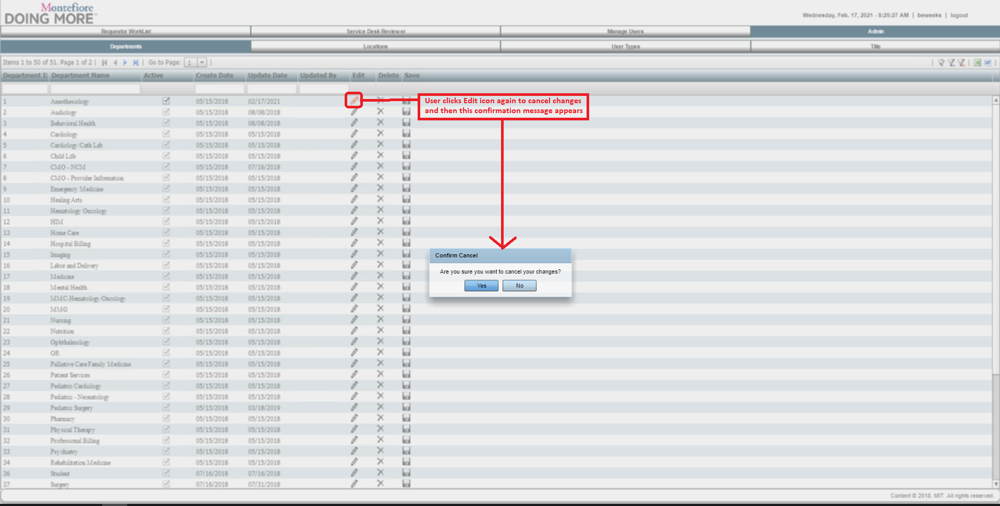 Montefiore
DOING MORE™
Wednesday, Feb. 17, 2021 - 8:25:27 AM | beweeks | logout
Requestor WorkList Service Desk Reviewer Manage Users Admin
Departments Locations User Types Title
Items 1 to 50 of 51. Page 1 of 2 | Go to Page: 1
Department I Department Name Active Create Date Update Date Updated By Edit Delete Save
1 Anesthesiology 05/15/2018 02/17/2021
User clicks Edit icon again to cancel changes
and then this confirmation message appears
2 Audiology 05/15/2018 08/08/2018
3 Behavioral Health 05/15/2018 08/08/2018
4 Cardiology 05/15/2018 05/15/2018
5 Cardiology/Cath Lab 05/15/2018 05/15/2018
6 Child Life 05/15/2018 05/15/2018
7 CMO - NCM 05/15/2018 07/16/2018
8 CMO - Provider Information 05/15/2018 05/15/2018
9 Emergency Medicine 05/15/2018 05/15/2018
10 Healing Arts 05/15/2018 05/15/2018
11 Hematology Oncology 05/15/2018 05/15/2018
12 HIM 05/15/2018 05/15/2018
13 Home Care 05/15/2018 05/15/2018
14 Hospital Billing 05/15/2018 05/15/2018
15 Imaging 05/15/2018 05/15/2018
16 Labor and Delivery 05/15/2018 05/15/2018
17 Medicine 05/15/2018 05/15/2018
18 Mental Health 05/15/2018 05/15/2018
19 MMC-Hematology/Oncology 05/15/2018 05/15/2018
20 MMG 05/15/2018 05/15/2018
21 Nursing 05/15/2018 05/15/2018
22 Nutrition 05/15/2018 05/15/2018
23 Ophthalmology 05/15/2018 05/15/2018
24 OR 05/15/2018 05/15/2018
25 Palliative Care/Family Medicine 05/15/2018 05/15/2018
26 Patient Services 05/15/2018 05/15/2018
27 Pediatric Cardiology 05/15/2018 05/15/2018
28 Pediatric - Neonatology 05/15/2018 05/15/2018
29 Pediatric Surgery 05/15/2018 03/18/2019
30 Pharmacy 05/15/2018 05/15/2018
31 Physical Therapy 05/15/2018 05/15/2018
32 Professional Billing 05/15/2018 05/15/2018
33 Psychiatry 05/15/2018 05/15/2018
34 Rehabilitation Medicine 05/15/2018 05/15/2018
36 Student 07/16/2018 07/16/2018
37 Surgery 07/16/2018 07/31/2018
Confirm Cancel
Are you sure you want to cancel your changes?
Yes No
Content © 2018, MIT. All rights reserved.